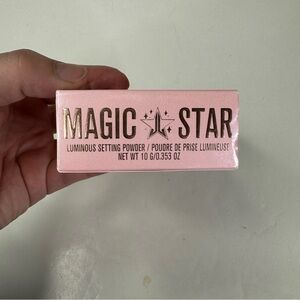 MAGIC STAR
LUMINOUS SETTING POWDER / POUDRE DE PRISE LUMINEUSE
NET WT 10 G/0.353 OZ